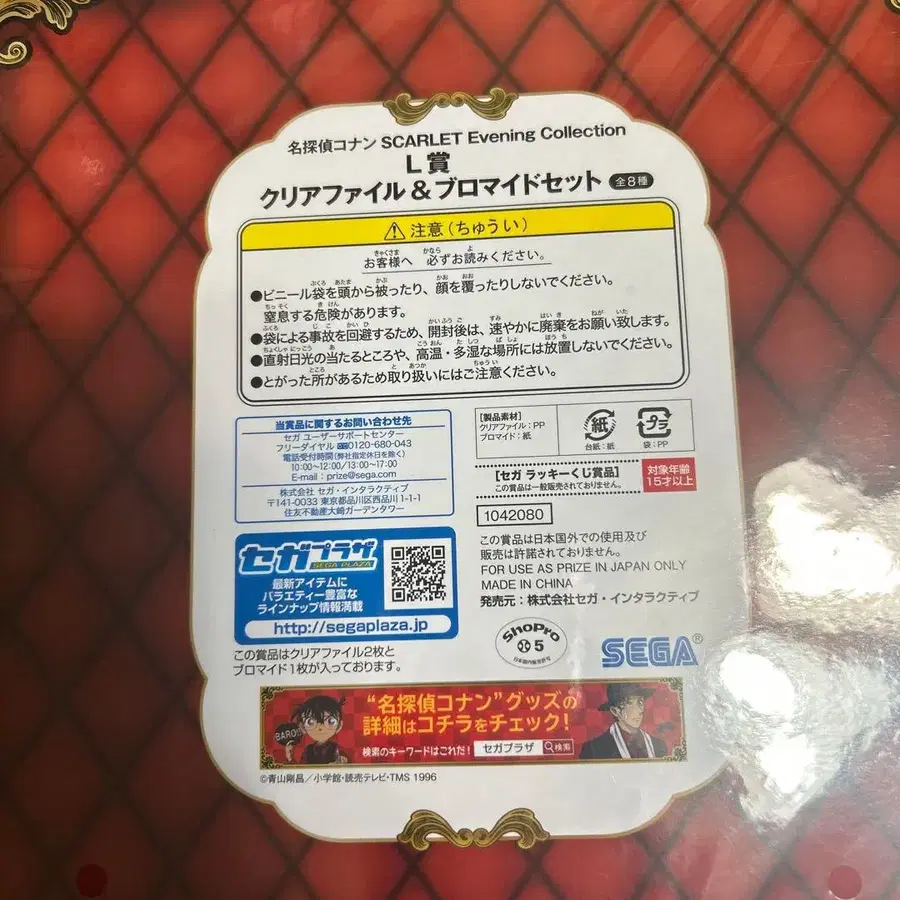 名探偵コナン SCARLET Evening Collection
L賞
クリアファイル&ブロマイドセット 全8種
注意(ちゅうい)
お客様へ 必ずお読みください。
●ビニール袋を頭から被ったり、顔を覆ったりしないでください。
窒息する危険があります。
●袋による事故を回避するため、開封後は、速やかに廃棄をお願い致します。
●直射日光の当たるところや、高温・多湿な場所には放置しないでください。
●とがった所があるため取り扱いにはご注意ください。
当賞品に関するお問い合わせ先
セガ ユーザーサポートセンター
フリーダイヤル 0120-680-043
電話受付時間(弊社指定休日を除く)
10:00~12:00/13:00~17:00
E-mail:prize@sega.com
株式会社 セガ・インタラクティブ
〒141-0033 東京都品川区西品川1-1-1
住友不動産大崎ガーデンタワー
[製品素材]
クリアファイル:PP
ブロマイド:紙
紙
台紙:紙
プラ
袋:PP
【セガ ラッキーくじ賞品】
この賞品は一般販売されておりません。
対象年齢
15才以上
1042080
この賞品は日本国外での使用及び
販売は許諾されておりません。
FOR USE AS PRIZE IN JAPAN ONLY
MADE IN CHINA
発売元:株式会社セガ・インタラクティブ
セガプラザ
SEGA PLAZA
最新アイテムに
バラエティー豊富な
ラインナップ情報満載
http://segaplaza.jp
この賞品はクリアファイル2枚と
ブロマイド1枚が入っております。
ShoPro
5
日本国内販売許可
SEGA®
"名探偵コナン"グッズの
詳細はコチラをチェック!
検索のキーワードはこれだ! セガプラザ 検索
©青山剛昌/小学館・読売テレビ・TMS 1996